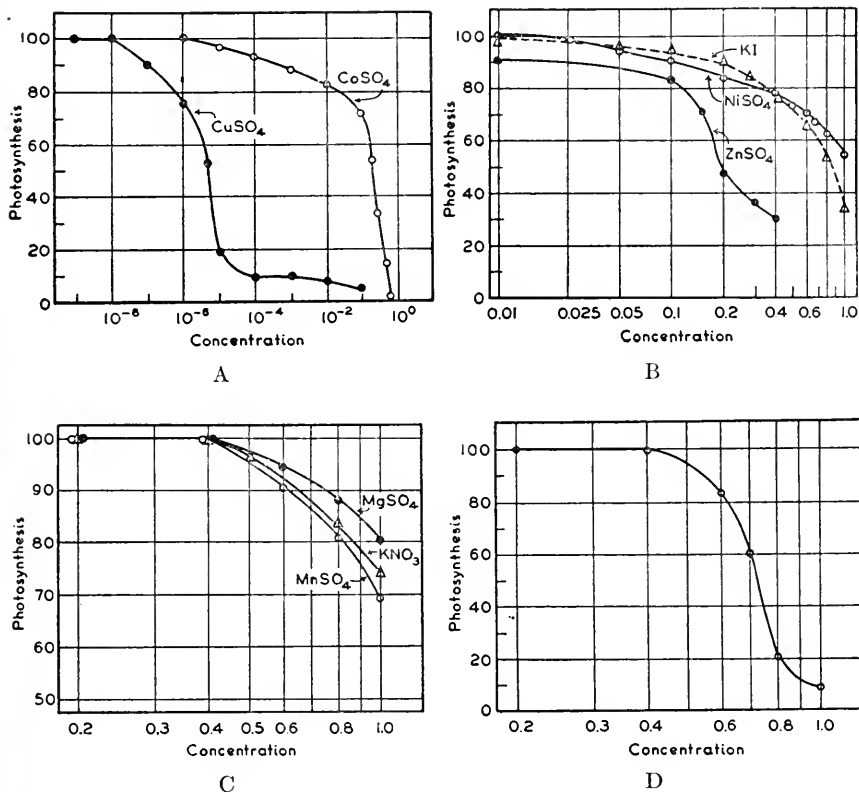 100
80
60
40
20
0
Photosynthesis
CoSO₄
CuSO₄
10⁻⁸
10⁻⁶
10⁻⁴
10⁻²
10⁰
Concentration
A
100
80
60
40
20
0
Photosynthesis
KI
NiSO₄
ZnSO₄
0.01
0.025
0.05
0.1
0.2
0.4
0.6
1.0
Concentration
B
100
90
80
70
60
50
Photosynthesis
MgSO₄
KNO₃
MnSO₄
0.2
0.3
0.4
0.5
0.6
0.8
1.0
Concentration
C
100
80
60
40
20
0
Photosynthesis
0.2
0.3
0.4
0.6
0.8
1.0
Concentration
D